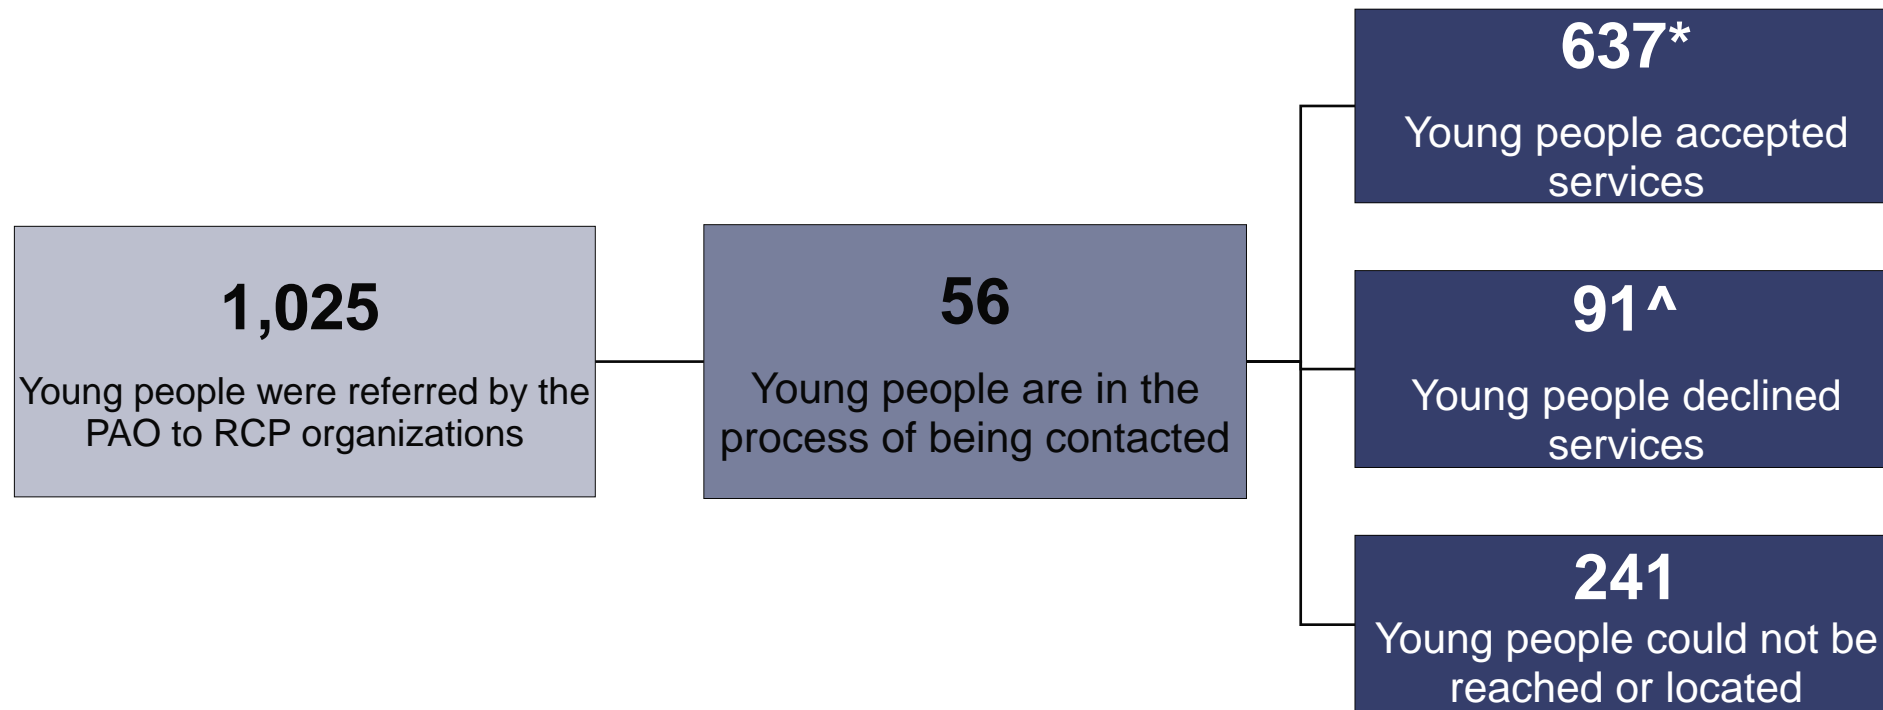 1,025
Young people were referred by the
PAO to RCP organizations
56
Young people are in the
process of being contacted
637*
Young people accepted
services
91^
Young people declined
services
241
Young people could not be
reached or located